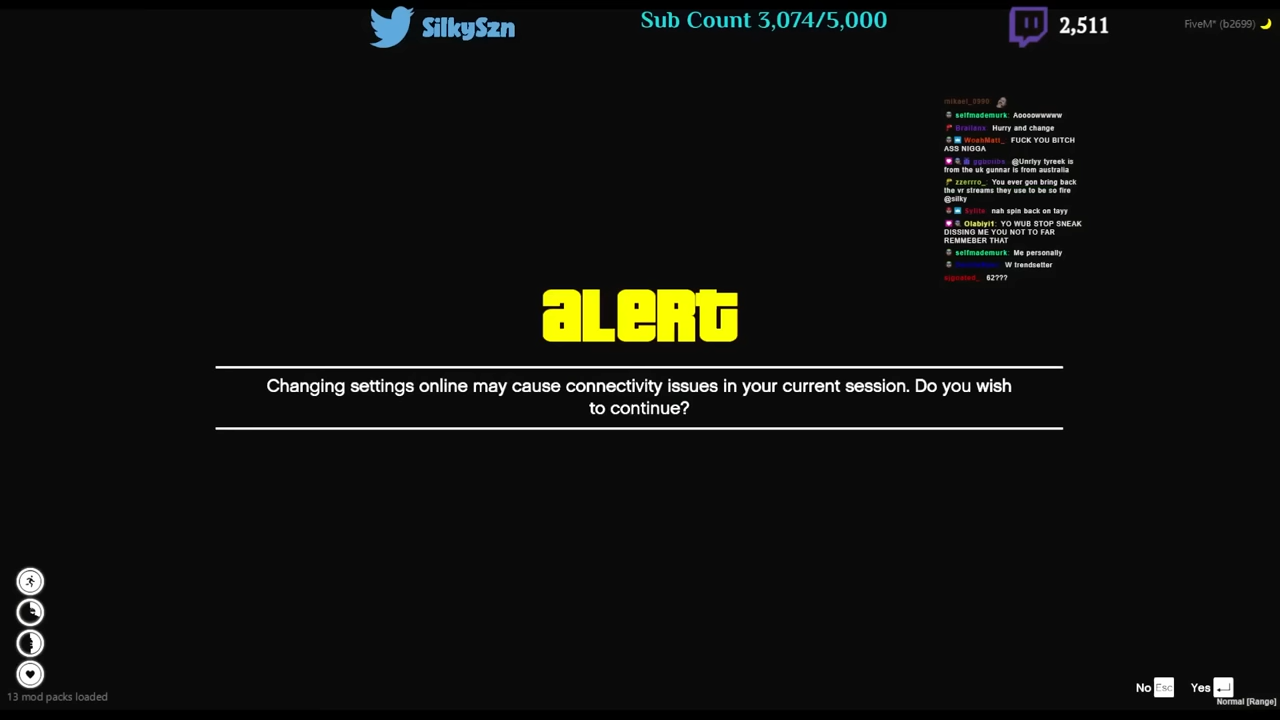 SilkySzn
Sub Count 3,074/5,000
2,511
FiveM* (b2699)
selfmademurk: Aoooowwwww
Hurry and change
WoahMati_: FUCK YOU BITCH
ASS NIGGA
@Unrlyy tyreek is
from the uk gunnar is from australia
zzerrro_: You ever gon bring back
the vr streams they use to be so fire
@silky
nah spin back on tayy
Olabiyi1: YO WUB STOP SNEAK
DISSING ME YOU NOT TO FAR
REMMEBER THAT
selfmademurk: Me personally
W trendsetter
62???
alert
Changing settings online may cause connectivity issues in your current session. Do you wish
to continue?
13 mod packs loaded
No Esc Yes
Normal [Range]